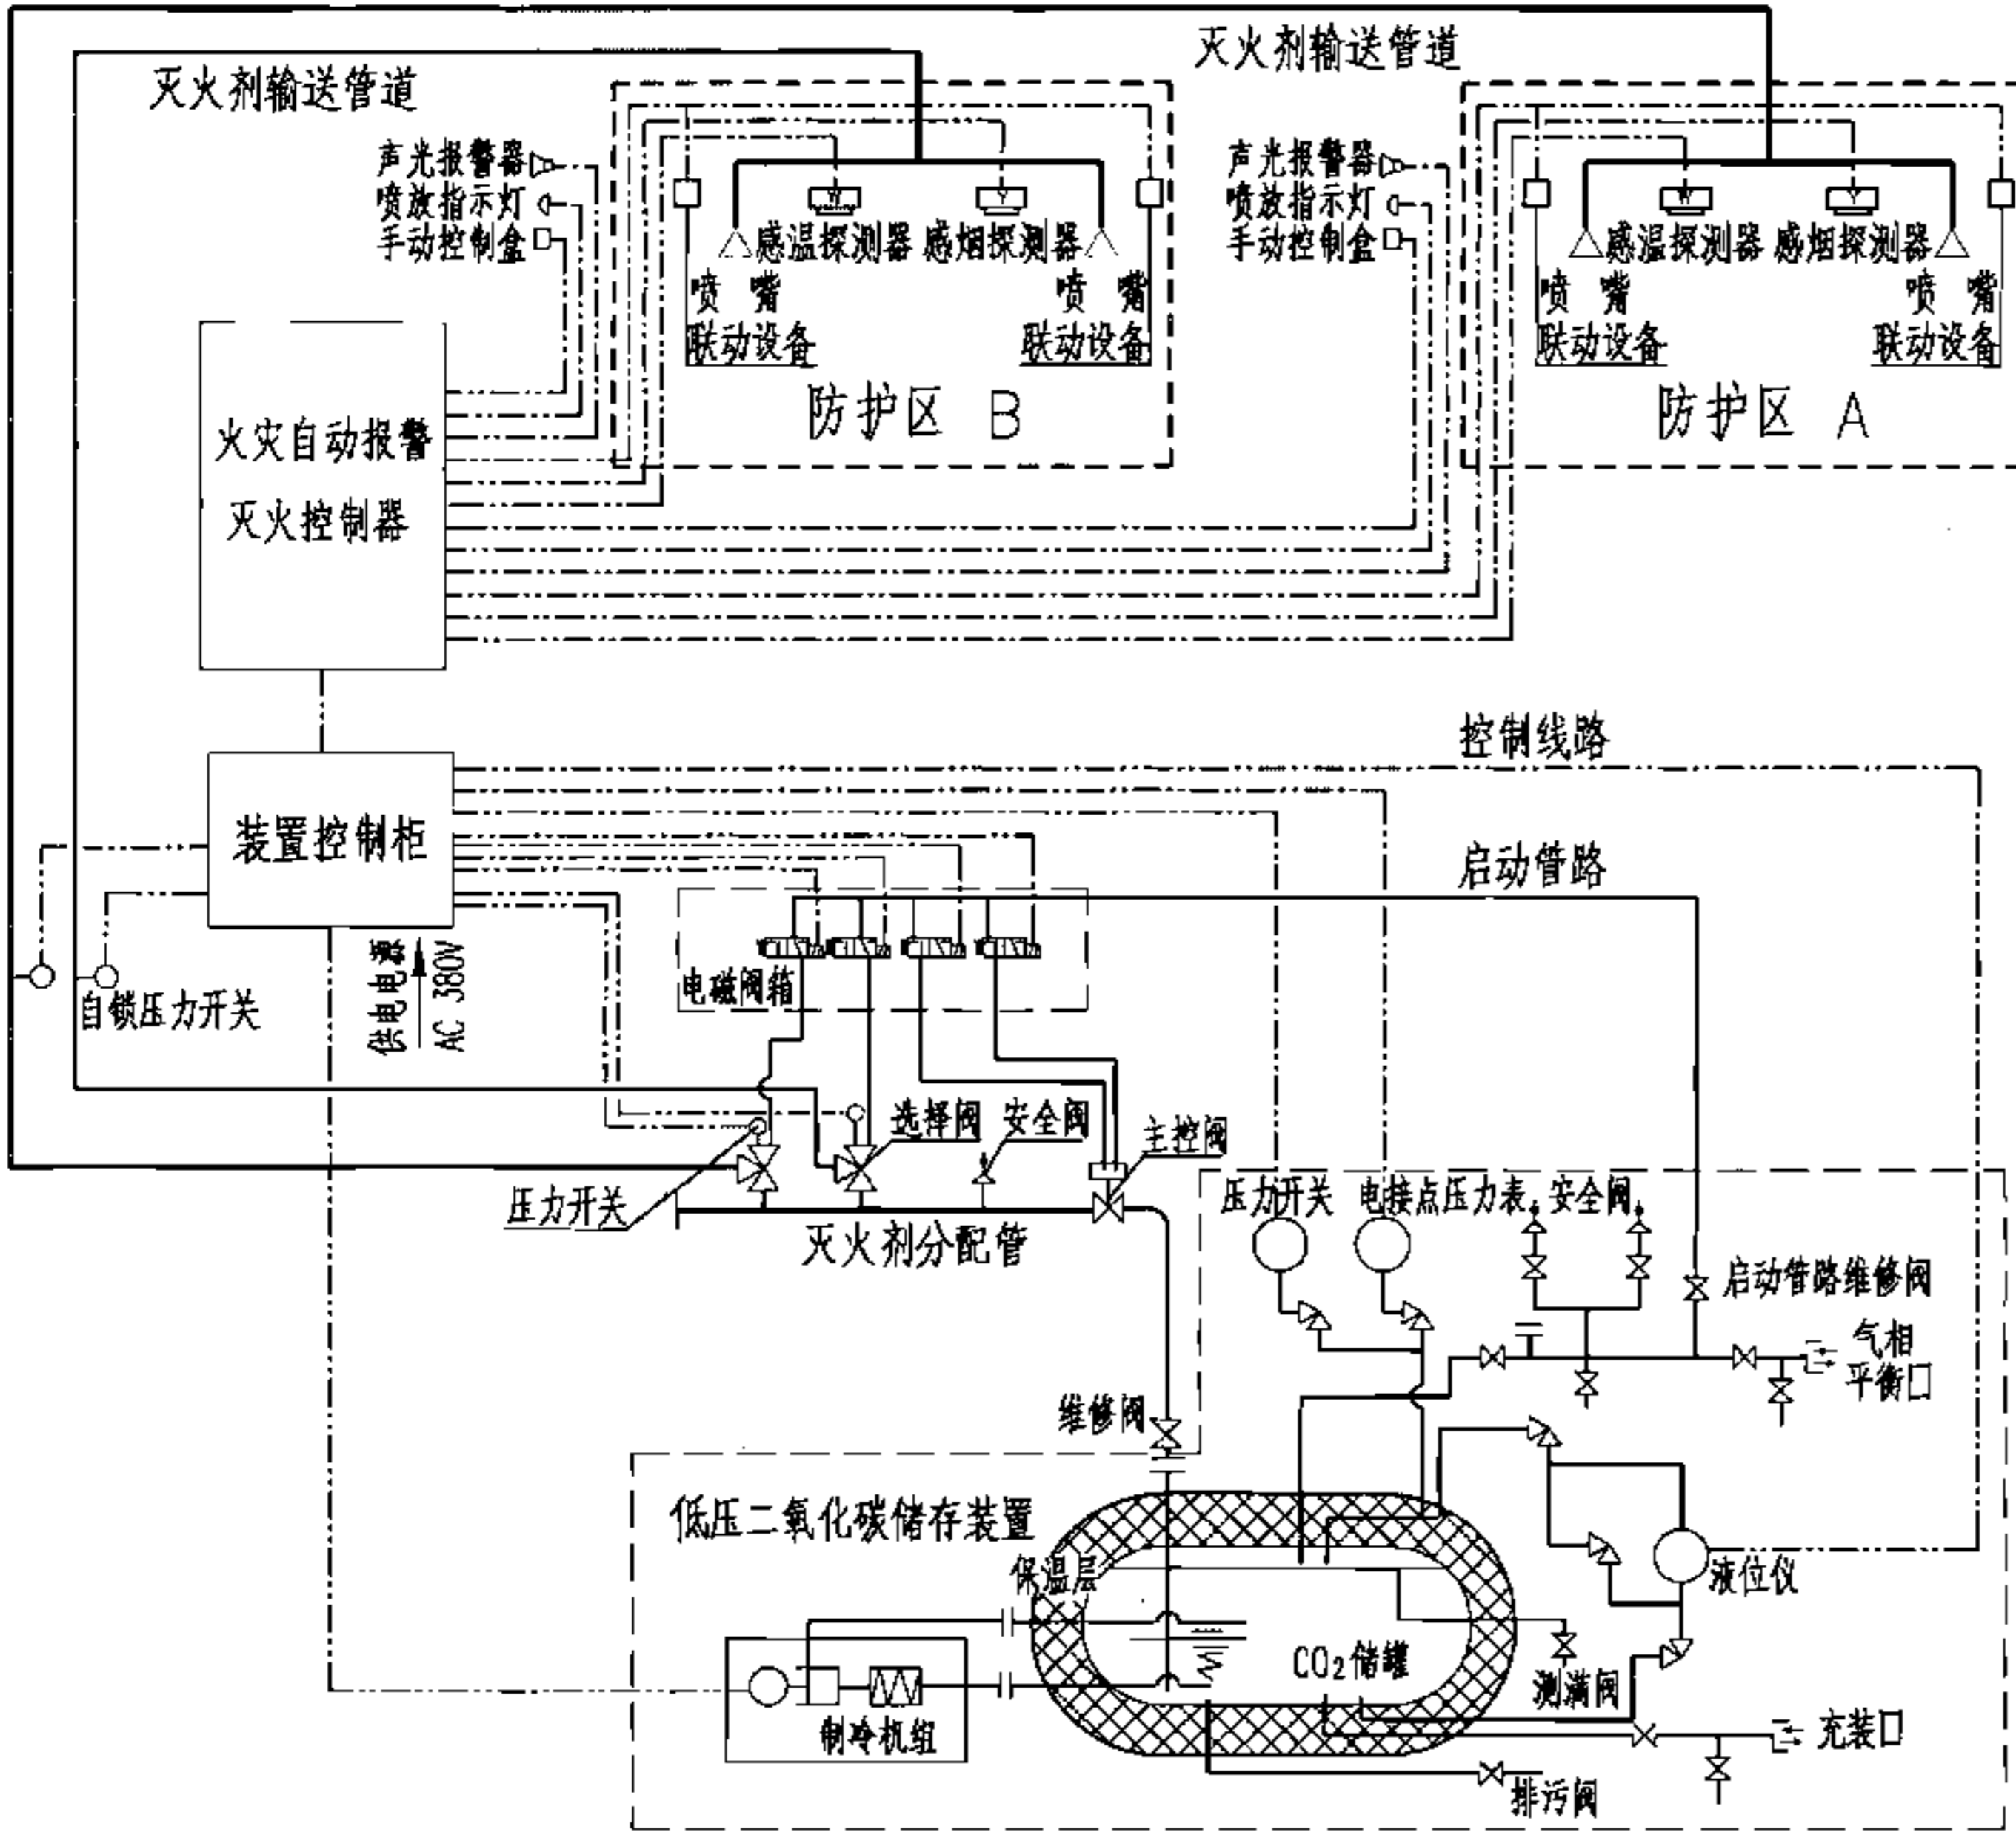 灭火剂输送管道
灭火剂输送管道
声光报警器
喷放指示灯
手动控制盒
感温探测器 感烟探测器
喷 嘴 喷 嘴
联动设备 联动设备
防护区 B
声光报警器
喷放指示灯
手动控制盒
感温探测器 感烟探测器
喷 嘴 喷 嘴
联动设备 联动设备
防护区 A
火灾自动报警
灭火控制器
控制线路
装置控制柜
启动管路
供电电源
AC 380V
电磁阀箱
自锁压力开关
选择阀 安全阀 主控阀
压力开关
灭火剂分配管
压力开关 电接点压力表 安全阀
启动管路维修阀
气相
平衡口
维修阀
低压二氧化碳储存装置
保温层
液位仪
CO₂储罐
测满阀
制冷机组
充装口
排污阀